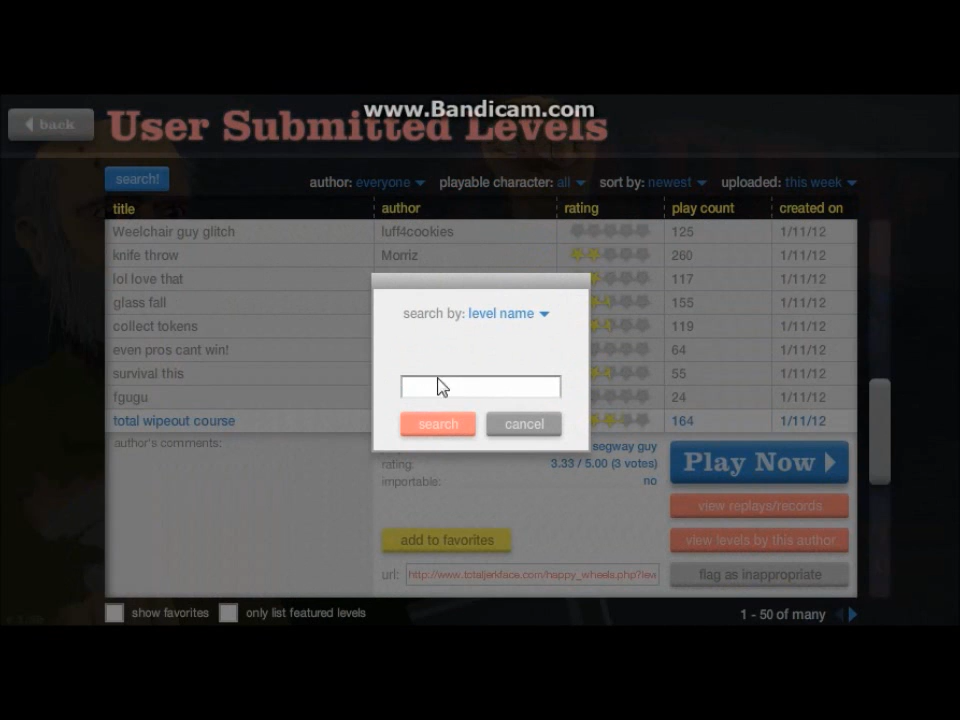 www.Bandicam.com
back
User Submitted Levels
search!
author: everyone playable character: all sort by: newest uploaded: this week
title author rating play count created on
Weelchair guy glitch luff4cookies 125 1/11/12
knife throw Morriz 260 1/11/12
lol love that 117 1/11/12
glass fall 155 1/11/12
collect tokens 119 1/11/12
even pros cant win! 64 1/11/12
survival this 55 1/11/12
fgugu 24 1/11/12
total wipeout course 164 1/11/12
search by: level name
search cancel
author's comments:
segway guy
rating: 3.33 / 5.00 (3 votes)
importable: no
Play Now
view replays/records
add to favorites
view levels by this author
url: http://www.totaljerkface.com/happy_wheels.php?lev
flag as inappropriate
show favorites only list featured levels
1 - 50 of many